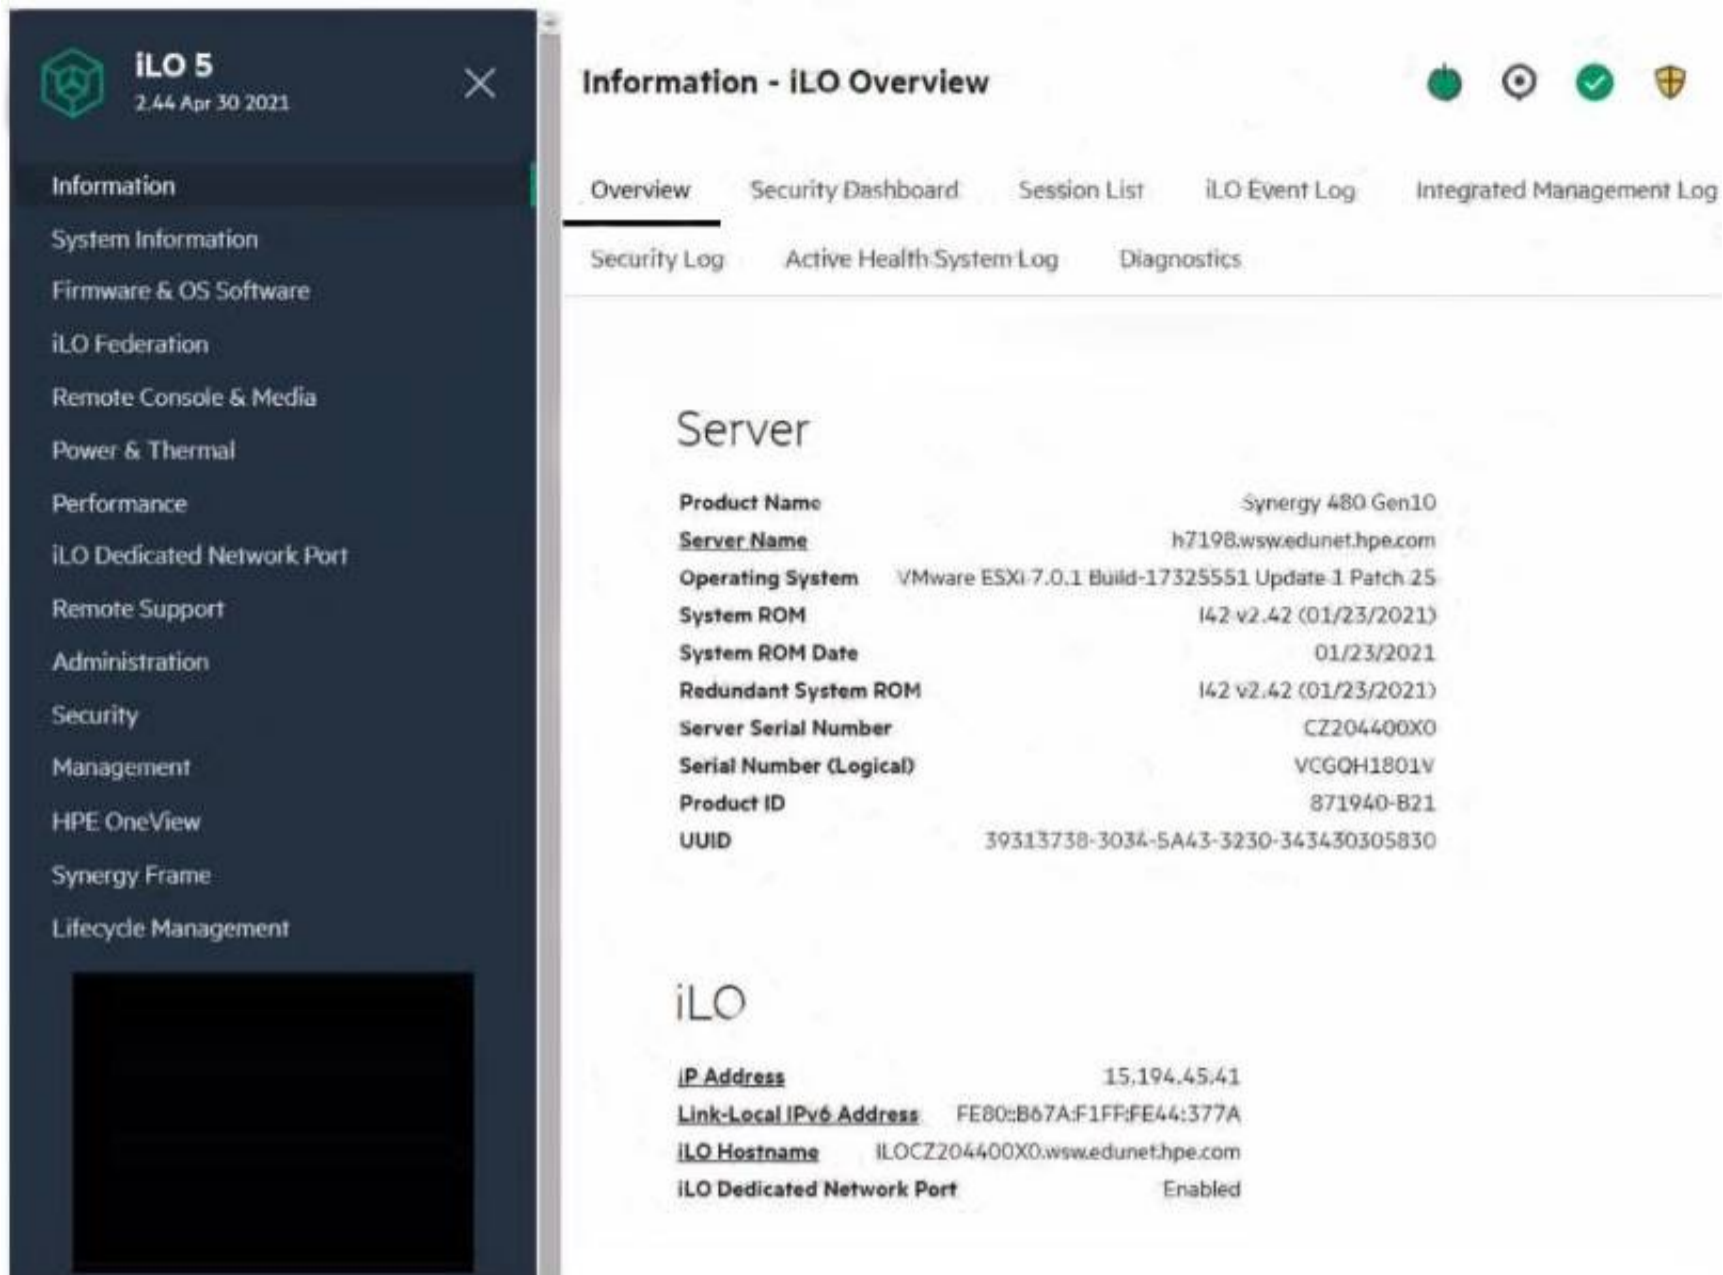 iLO 5
2.44 Apr 30 2021
Information
System Information
Firmware & OS Software
iLO Federation
Remote Console & Media
Power & Thermal
Performance
iLO Dedicated Network Port
Remote Support
Administration
Security
Management
HPE OneView
Synergy Frame
Lifecycle Management
Information - iLO Overview
Overview Security Dashboard Session List iLO Event Log Integrated Management Log
Security Log Active Health System Log Diagnostics
Server
Product Name Synergy 480 Gen10
Server Name h7198.wsw.edunet.hpe.com
Operating System VMware ESXi 7.0.1 Build-17325551 Update 1 Patch 25
System ROM I42 v2.42 (01/23/2021)
System ROM Date 01/23/2021
Redundant System ROM I42 v2.42 (01/23/2021)
Server Serial Number CZ204400X0
Serial Number (Logical) VCGQH1801V
Product ID 871940-B21
UUID 39313738-3034-5A43-3230-343430305830
iLO
IP Address 15.194.45.41
Link-Local IPv6 Address FE80::B67A:F1FF:FE44:377A
iLO Hostname ILOCZ204400X0.wsw.edunet.hpe.com
iLO Dedicated Network Port Enabled